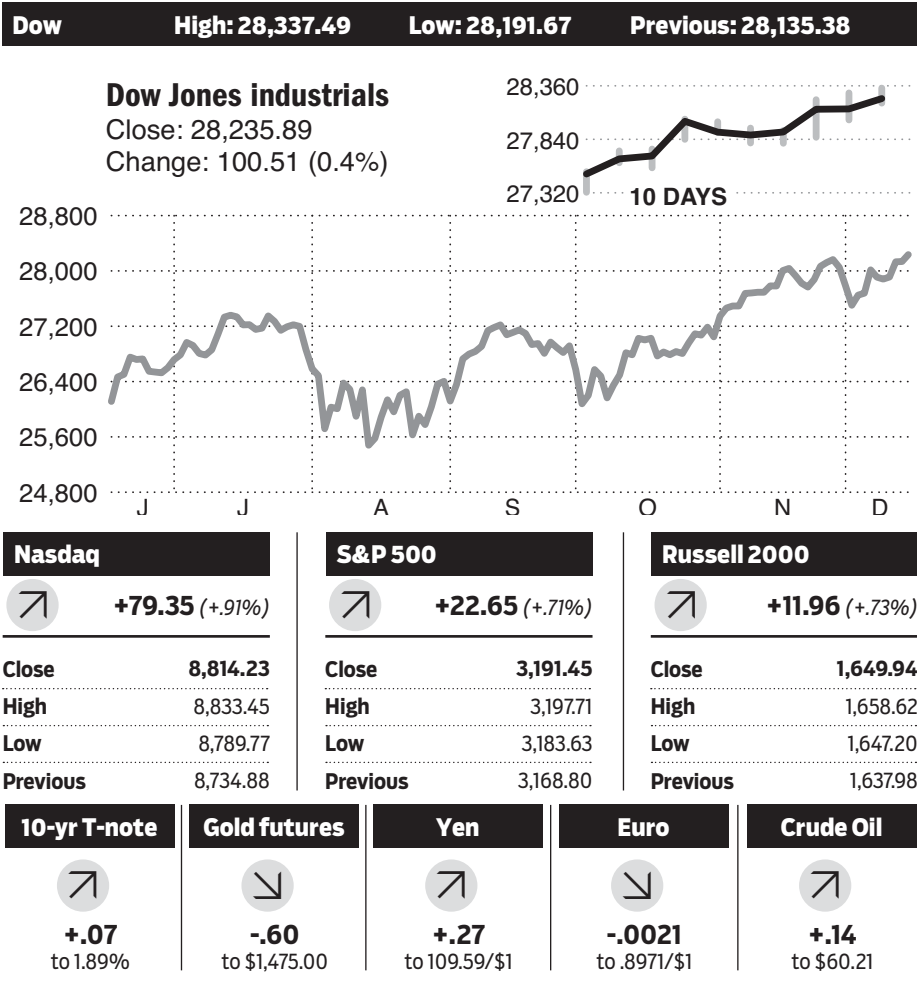 Dow High: 28,337.49 Low: 28,191.67 Previous: 28,135.38
Dow Jones industrials
Close: 28,235.89
Change: 100.51 (0.4%)
28,360
27,840
27,320
10 DAYS
28,800
28,000
27,200
26,400
25,600
24,800
J J A S O N D
Nasdaq
+79.35 (+.91%)
Close 8,814.23
High 8,833.45
Low 8,789.77
Previous 8,734.88
S&P 500
+22.65 (+.71%)
Close 3,191.45
High 3,197.71
Low 3,183.63
Previous 3,168.80
Russell 2000
+11.96 (+.73%)
Close 1,649.94
High 1,658.62
Low 1,647.20
Previous 1,637.98
10-yr T-note
+.07
to 1.89%
Gold futures
-.60
to $1,475.00
Yen
+.27
to 109.59/$1
Euro
-.0021
to .8971/$1
Crude Oil
+.14
to $60.21